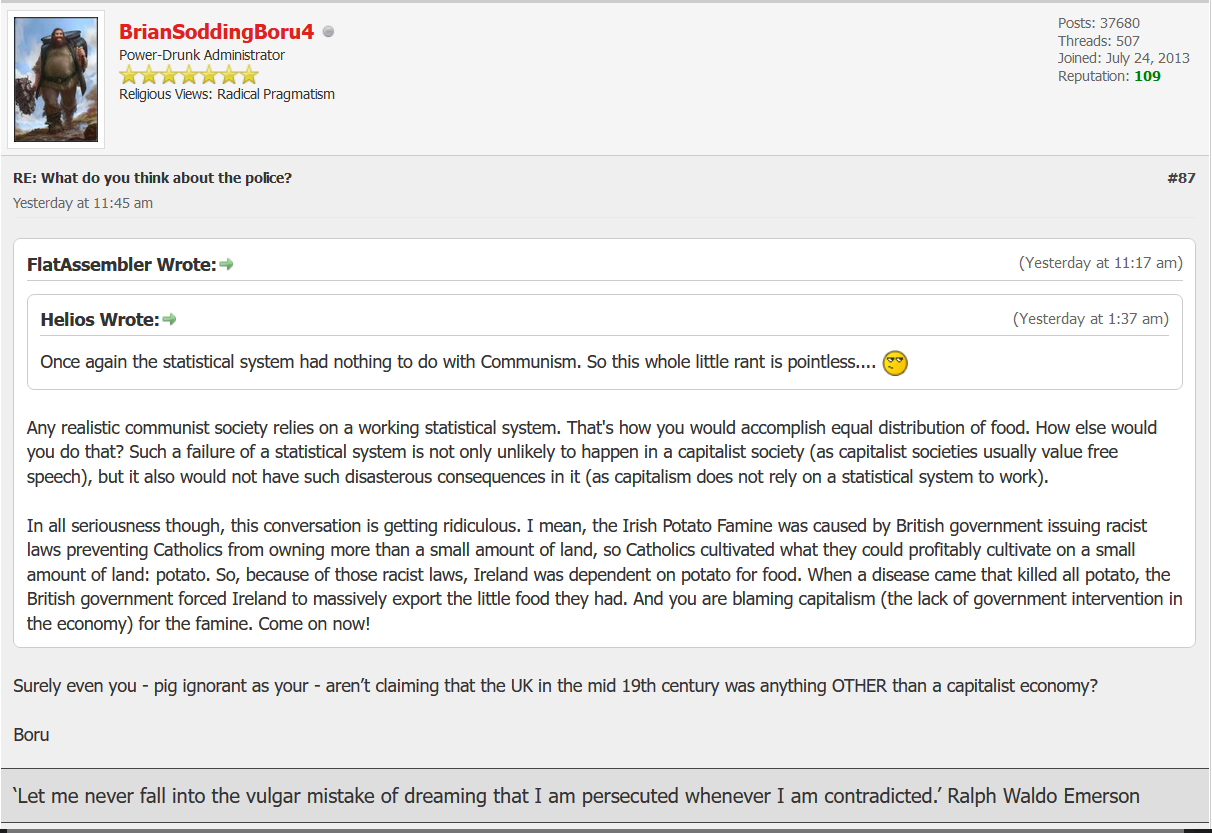 BrianSoddingBoru4
Power-Drunk Administrator
Religious Views: Radical Pragmatism
Posts: 37680
Threads: 507
Joined: July 24, 2013
Reputation: 109
RE: What do you think about the police?
#87
Yesterday at 11:45 am
FlatAssembler Wrote:
(Yesterday at 11:17 am)
Helios Wrote:
(Yesterday at 1:37 am)
Once again the statistical system had nothing to do with Communism. So this whole little rant is pointless....
Any realistic communist society relies on a working statistical system. That's how you would accomplish equal distribution of food. How else would
you do that? Such a failure of a statistical system is not only unlikely to happen in a capitalist society (as capitalist societies usually value free
speech), but it also would not have such disasterous consequences in it (as capitalism does not rely on a statistical system to work).
In all seriousness though, this conversation is getting ridiculous. I mean, the Irish Potato Famine was caused by British government issuing racist
laws preventing Catholics from owning more than a small amount of land, so Catholics cultivated what they could profitably cultivate on a small
amount of land: potato. So, because of those racist laws, Ireland was dependent on potato for food. When a disease came that killed all potato, the
British government forced Ireland to massively export the little food they had. And you are blaming capitalism (the lack of government intervention in
the economy) for the famine. Come on now!
Surely even you - pig ignorant as your - aren’t claiming that the UK in the mid 19th century was anything OTHER than a capitalist economy?
Boru
‘Let me never fall into the vulgar mistake of dreaming that I am persecuted whenever I am contradicted.’ Ralph Waldo Emerson